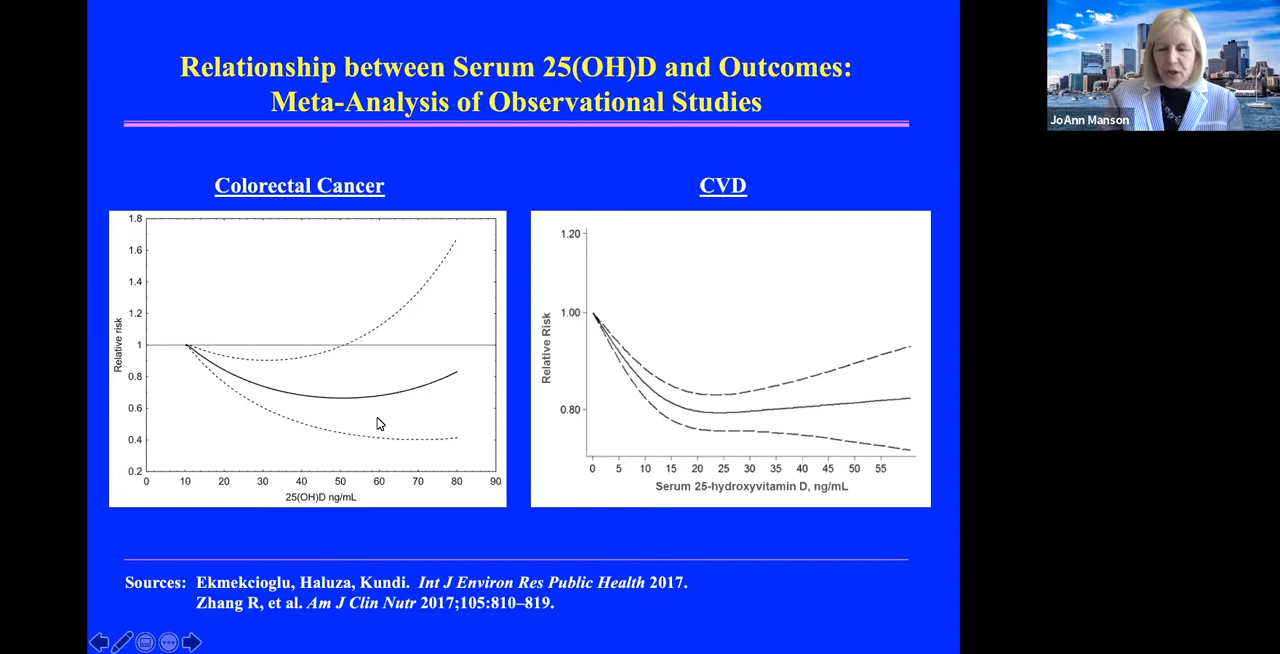 Relationship between Serum 25(OH)D and Outcomes:
Meta-Analysis of Observational Studies
JoAnn Manson
Colorectal Cancer
1.8
1.6
1.4
1.2
1
0.8
0.6
0.4
0.2
Relative risk
0 10 20 30 40 50 60 70 80 90
25(OH)D ng/mL
CVD
1.20
1.00
0.80
Relative Risk
0 5 10 15 20 25 30 35 40 45 50 55
Serum 25-hydroxyvitamin D, ng/mL
Sources: Ekmekcioglu, Haluza, Kundi. Int J Environ Res Public Health 2017.
Zhang R, et al. Am J Clin Nutr 2017;105:810–819.